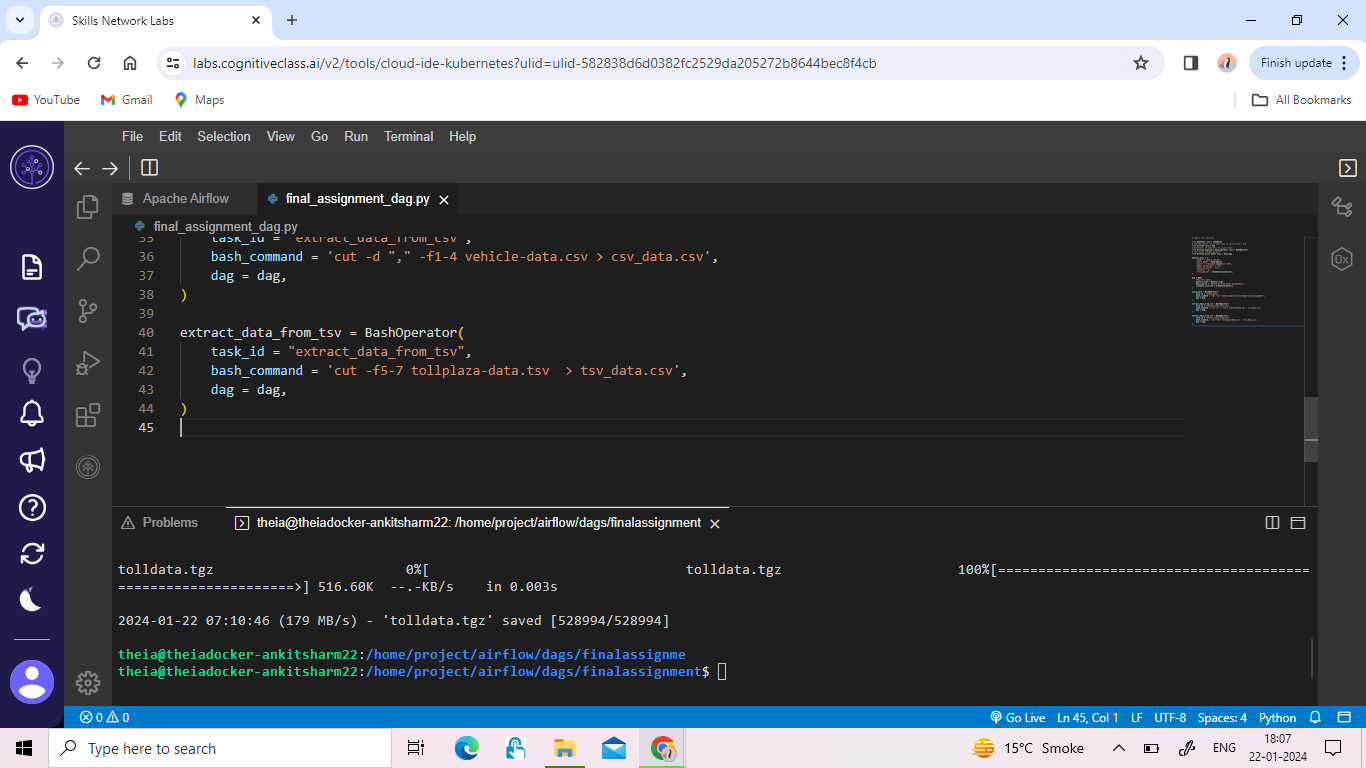 Skills Network Labs
labs.cognitiveclass.ai/v2/tools/cloud-ide-kubernetes?ulid=ulid-582838d6d0382fc2529da205272b8644bec8f4cb
Finish update
YouTube Gmail Maps All Bookmarks
File Edit Selection View Go Run Terminal Help
Apache Airflow final_assignment_dag.py
final_assignment_dag.py
35 task_id = "extract_data_from_csv",
36 bash_command = 'cut -d "," -f1-4 vehicle-data.csv > csv_data.csv',
37 dag = dag,
38 )
39
40 extract_data_from_tsv = BashOperator(
41 task_id = "extract_data_from_tsv",
42 bash_command = 'cut -f5-7 tollplaza-data.tsv  > tsv_data.csv',
43 dag = dag,
44 )
45
Problems theia@theiadocker-ankitsharm22: /home/project/airflow/dags/finalassignment
tolldata.tgz 0%[ tolldata.tgz 100%[=======================================
======================>] 516.60K --.-KB/s in 0.003s
2024-01-22 07:10:46 (179 MB/s) - 'tolldata.tgz' saved [528994/528994]
theia@theiadocker-ankitsharm22:/home/project/airflow/dags/finalassignme
theia@theiadocker-ankitsharm22:/home/project/airflow/dags/finalassignment$
0 0 Go Live Ln 45, Col 1 LF UTF-8 Spaces: 4 Python
Type here to search 15°C Smoke ENG 18:07
22-01-2024